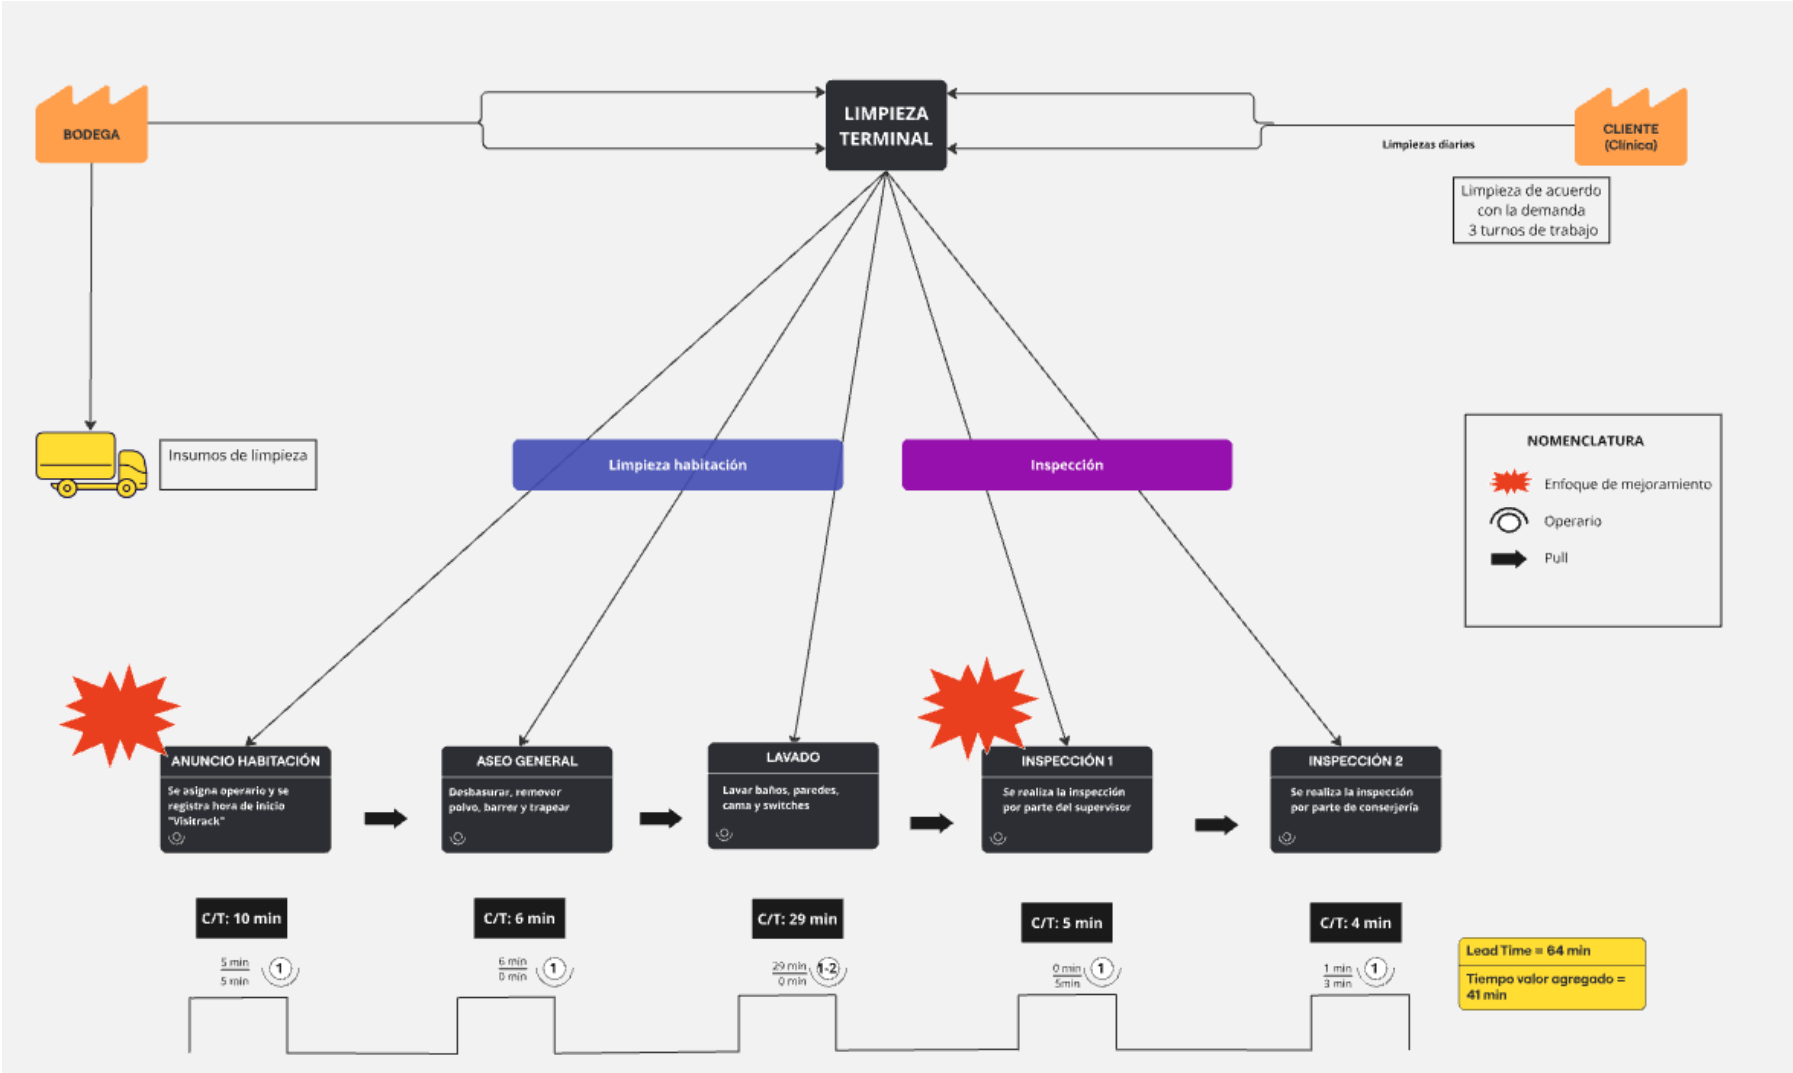 BODEGA
LIMPIEZA
TERMINAL
CLIENTE
(Clínica)
Limpiezas diarias
Limpieza de acuerdo
con la demanda
3 turnos de trabajo
Insumos de limpieza
Limpieza habitación
Inspección
NOMENCLATURA
Enfoque de mejoramiento
Operario
Pull
ANUNCIO HABITACIÓN
Se asigna operario y se
registra hora de inicio
"Visitrack"
ASEO GENERAL
Desbasurar, remover
polvo, barrer y trapear
LAVADO
Lavar baños, paredes,
cama y switches
INSPECCIÓN 1
Se realiza la inspección
por parte del supervisor
INSPECCIÓN 2
Se realiza la inspección
por parte de conserjería
C/T: 10 min
C/T: 6 min
C/T: 29 min
C/T: 5 min
C/T: 4 min
5 min
5 min
1
6 min
0 min
1
29 min
0 min
1-2
0 min
5min
1
1 min
3 min
1
Lead Time = 64 min
Tiempo valor agregado =
41 min